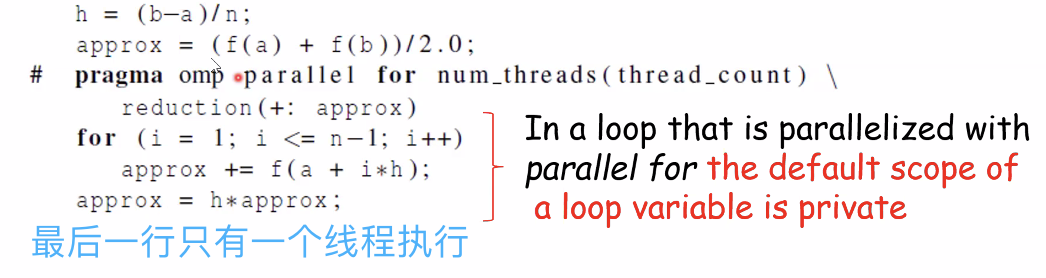 h = (b-a)/n;
approx = (f(a) + f(b))/2.0;
# pragma omp parallel for num_threads(thread_count) \
reduction(+: approx)
for (i = 1; i <= n-1; i++)
approx += f(a + i*h);
approx = h*approx;
In a loop that is parallelized with
parallel for the default scope of
a loop variable is private
最后一行只有一个线程执行